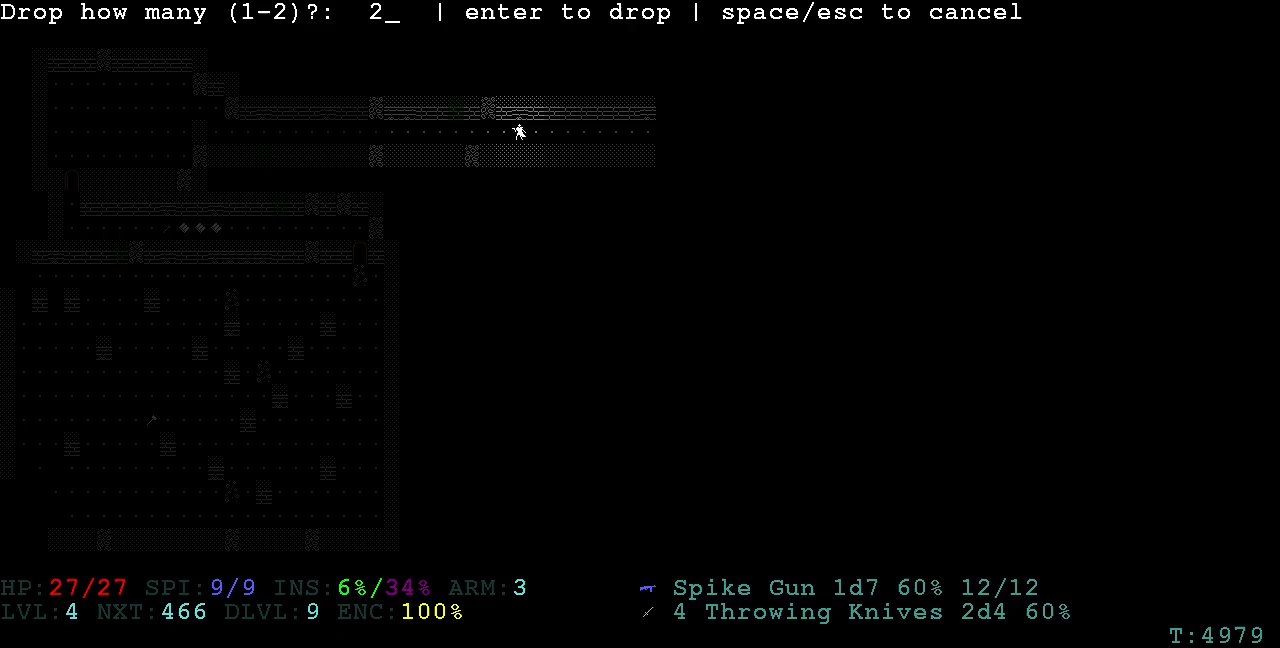 Drop how many (1-2)?: 2_ | enter to drop | space/esc to cancel
HP:27/27 SPI:9/9 INS:6%/34% ARM:3
Spike Gun 1d7 60% 12/12
LVL:4 NXT:466 DLVL:9 ENC:100%
4 Throwing Knives 2d4 60%
T:4979